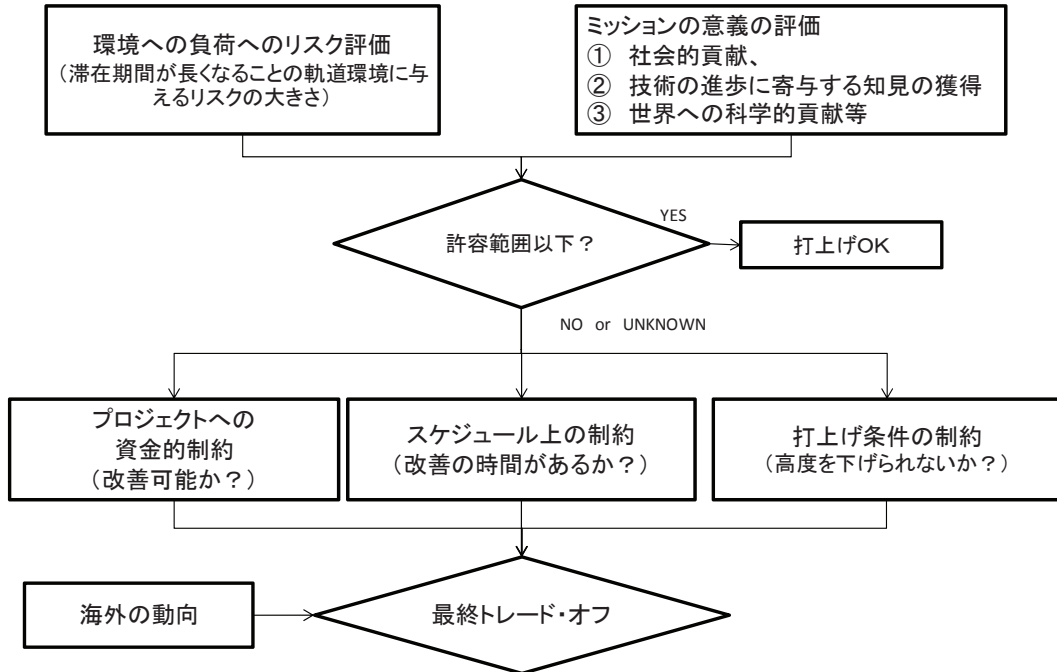 環境への負荷へのリスク評価
（滞在期間が長くなることの軌道環境に与
えるリスクの大きさ）
ミッションの意義の評価
① 社会的貢献、
② 技術の進歩に寄与する知見の獲得
③ 世界への科学的貢献等
許容範囲以下？
YES
打上げOK
NO or UNKNOWN
プロジェクトへの
資金的制約
（改善可能か？）
スケジュール上の制約
（改善の時間があるか？）
打上げ条件の制約
（高度を下げられないか？）
海外の動向
最終トレード・オフ